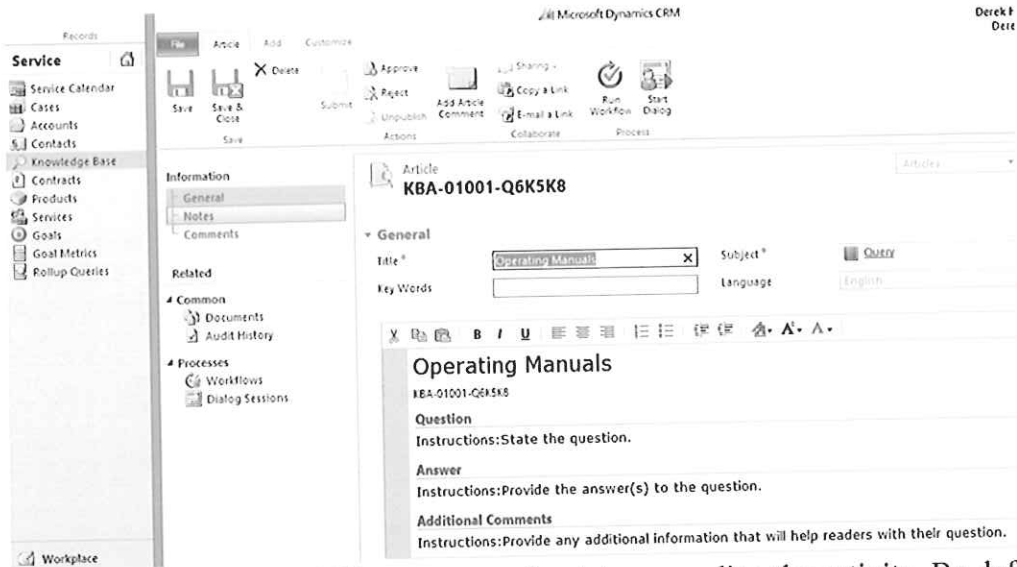 Microsoft Dynamics CRM
Derek
Dere
Records
Service
Service Calendar
Cases
Accounts
Contacts
Knowledge Base
Contracts
Products
Services
Goals
Goal Metrics
Rollup Queries
Workplace
File Article Add Customize
Save
Save & Close
Delete
Submit
Save
Approve
Reject
Unpublish
Add Article Comment
Actions
Sharing
Copy a Link
E-mail a Link
Collaborate
Run Workflow
Start Dialog
Process
Information
General
Notes
Comments
Related
Common
Documents
Audit History
Processes
Workflows
Dialog Sessions
Article
KBA-01001-Q6K5K8
Articles
General
Title * Operating Manuals Subject * Query
Key Words Language English
B I U
Operating Manuals
KBA-01001-Q6K5K8
Question
Instructions:State the question.
Answer
Instructions:Provide the answer(s) to the question.
Additional Comments
Instructions:Provide any additional information that will help readers with their question.